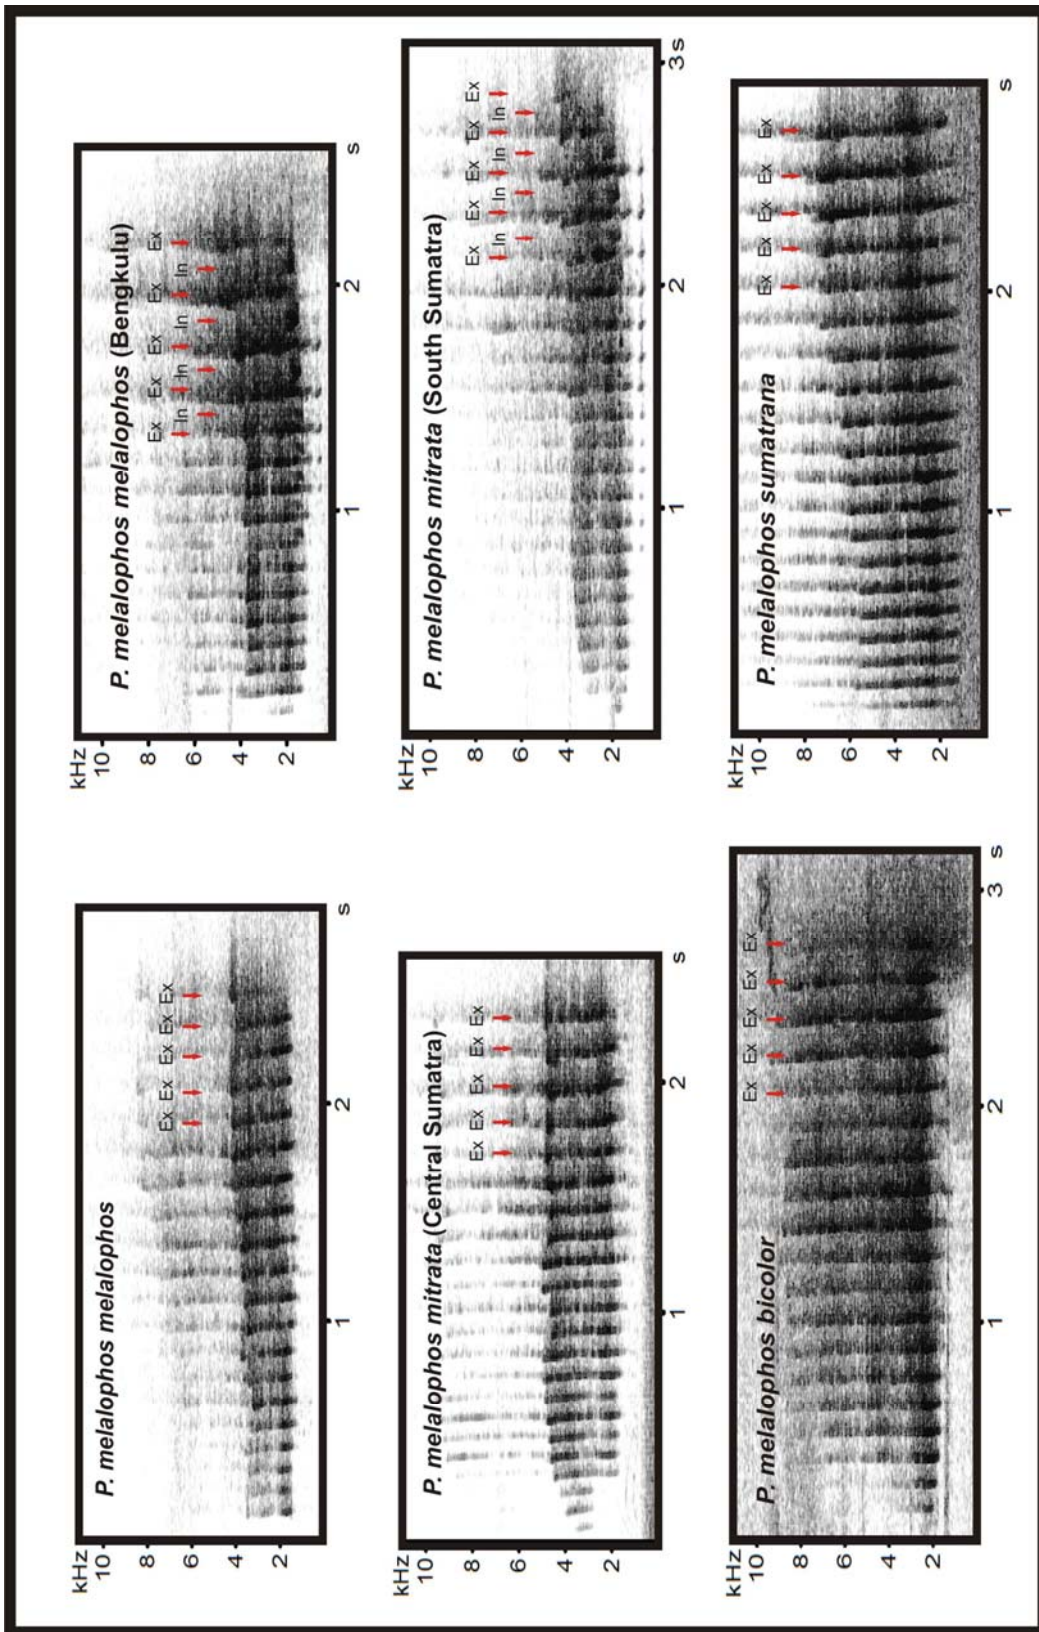 kHz
10
P. melalophos melalophos
Ex Ex Ex Ex Ex
8
6
4
2
1 2 s
kHz
10
P. melalophos melalophos (Bengkulu)
8
Ex Ex Ex Ex Ex
In In In In
6
4
2
1 2 s
kHz
10
P. melalophos mitrata (Central Sumatra)
8
Ex Ex Ex Ex Ex
6
4
2
1 2 s
kHz
10
P. melalophos mitrata (South Sumatra)
8
Ex Ex Ex Ex Ex
In In In In
6
4
2
1 2 3s
kHz
10
P. melalophos bicolor
Ex Ex Ex Ex Ex
8
6
4
2
1 2 3 s
kHz
10
P. melalophos sumatrana
Ex Ex Ex Ex Ex
8
6
4
2
1 2 s